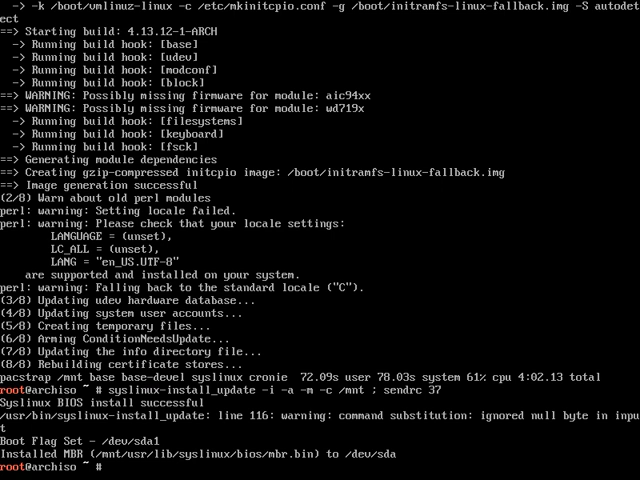 -> -k /boot/vmlinuz-linux -c /etc/mkinitcpio.conf -g /boot/initramfs-linux-fallback.img -S autodet
ect
==> Starting build: 4.13.12-1-ARCH
  -> Running build hook: [base]
  -> Running build hook: [udev]
  -> Running build hook: [modconf]
  -> Running build hook: [block]
==> WARNING: Possibly missing firmware for module: aic94xx
==> WARNING: Possibly missing firmware for module: wd719x
  -> Running build hook: [filesystems]
  -> Running build hook: [keyboard]
  -> Running build hook: [fsck]
==> Generating module dependencies
==> Creating gzip-compressed initcpio image: /boot/initramfs-linux-fallback.img
==> Image generation successful
(2/8) Warn about old perl modules
perl: warning: Setting locale failed.
perl: warning: Please check that your locale settings:
        LANGUAGE = (unset),
        LC_ALL = (unset),
        LANG = "en_US.UTF-8"
    are supported and installed on your system.
perl: warning: Falling back to the standard locale ("C").
(3/8) Updating udev hardware database...
(4/8) Updating system user accounts...
(5/8) Creating temporary files...
(6/8) Arming ConditionNeedsUpdate...
(7/8) Updating the info directory file...
(8/8) Rebuilding certificate stores...
pacstrap /mnt base base-devel syslinux cronie  72.09s user 78.03s system 61% cpu 4:02.13 total
root@archiso ~ # syslinux-install_update -i -a -m -c /mnt ; sendrc 37
Syslinux BIOS install successful
/usr/bin/syslinux-install_update: line 116: warning: command substitution: ignored null byte in inpu
t
Boot Flag Set - /dev/sda1
Installed MBR (/mnt/usr/lib/syslinux/bios/mbr.bin) to /dev/sda
root@archiso ~ #